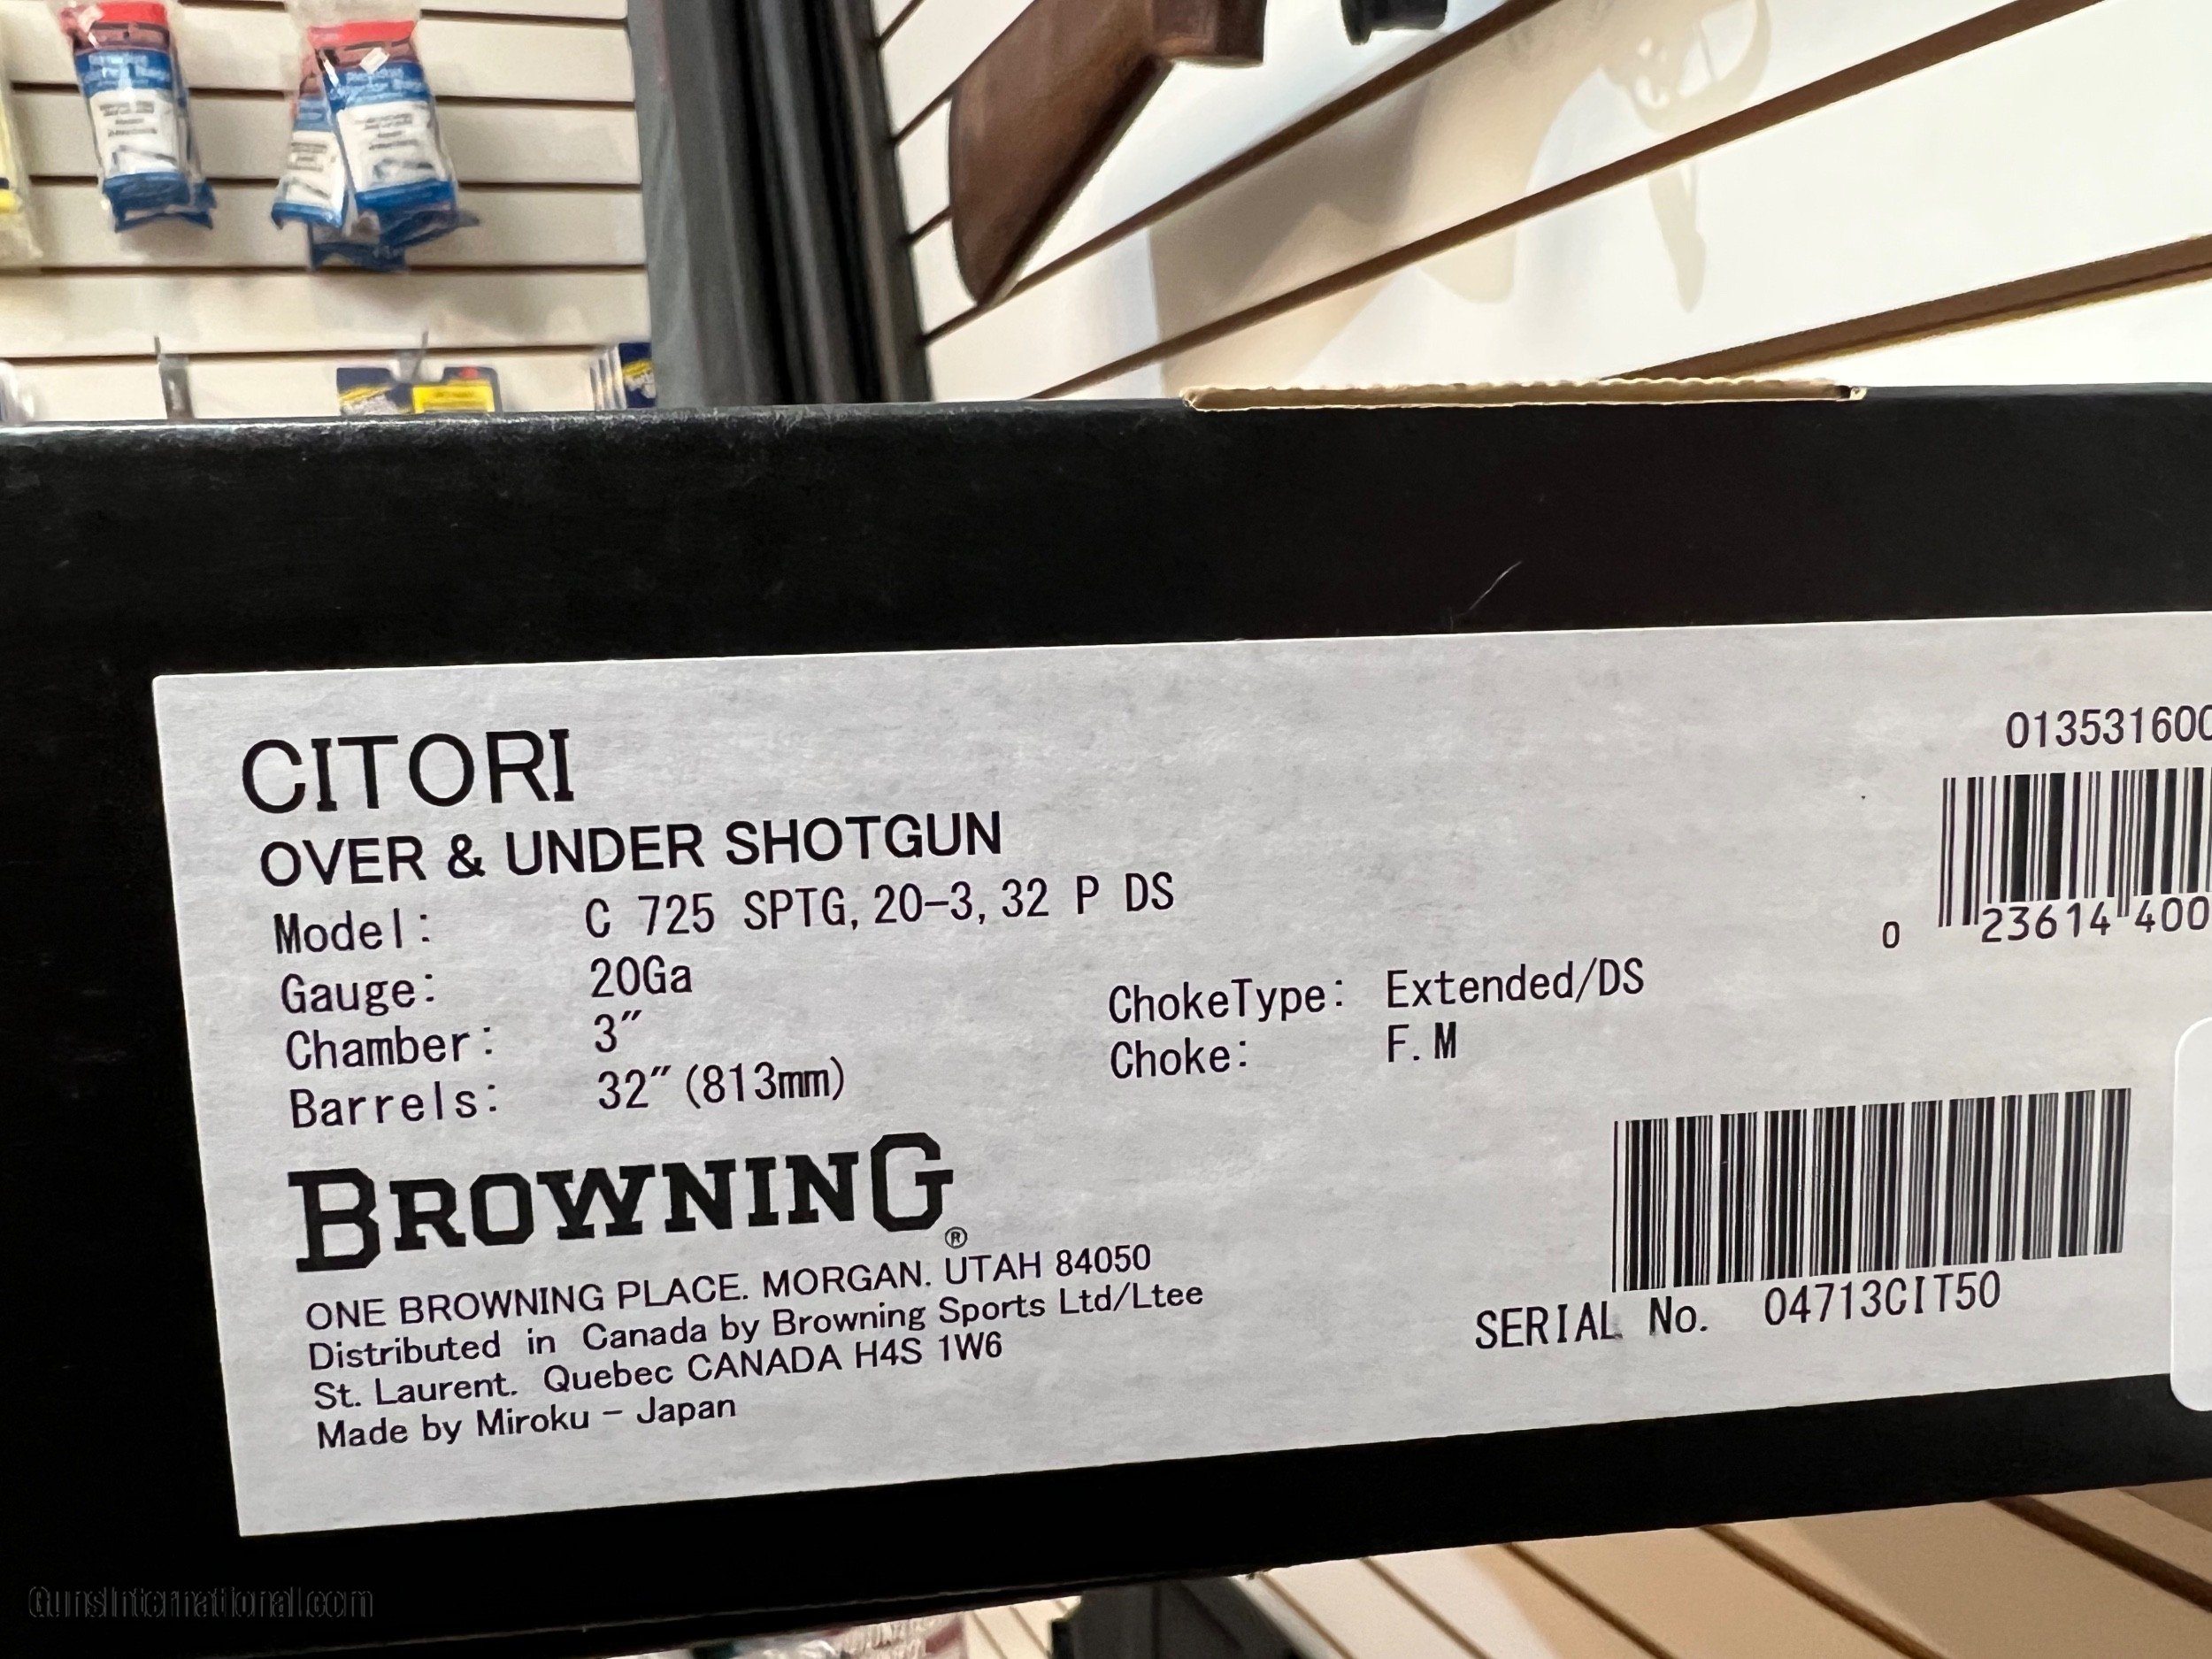 CITORI
OVER & UNDER SHOTGUN
Model: C 725 SPTG, 20-3, 32 P DS
Gauge: 20Ga
Chamber: 3"
Barrels: 32" (813mm)
ChokeType: Extended/DS
Choke: F. M
013531600
0 23614 400
BROWNING®
ONE BROWNING PLACE. MORGAN. UTAH 84050
Distributed in Canada by Browning Sports Ltd/Ltee
St. Laurent. Quebec CANADA H4S 1W6
Made by Miroku - Japan
SERIAL No. 04713CIT50
GunsInternational.com